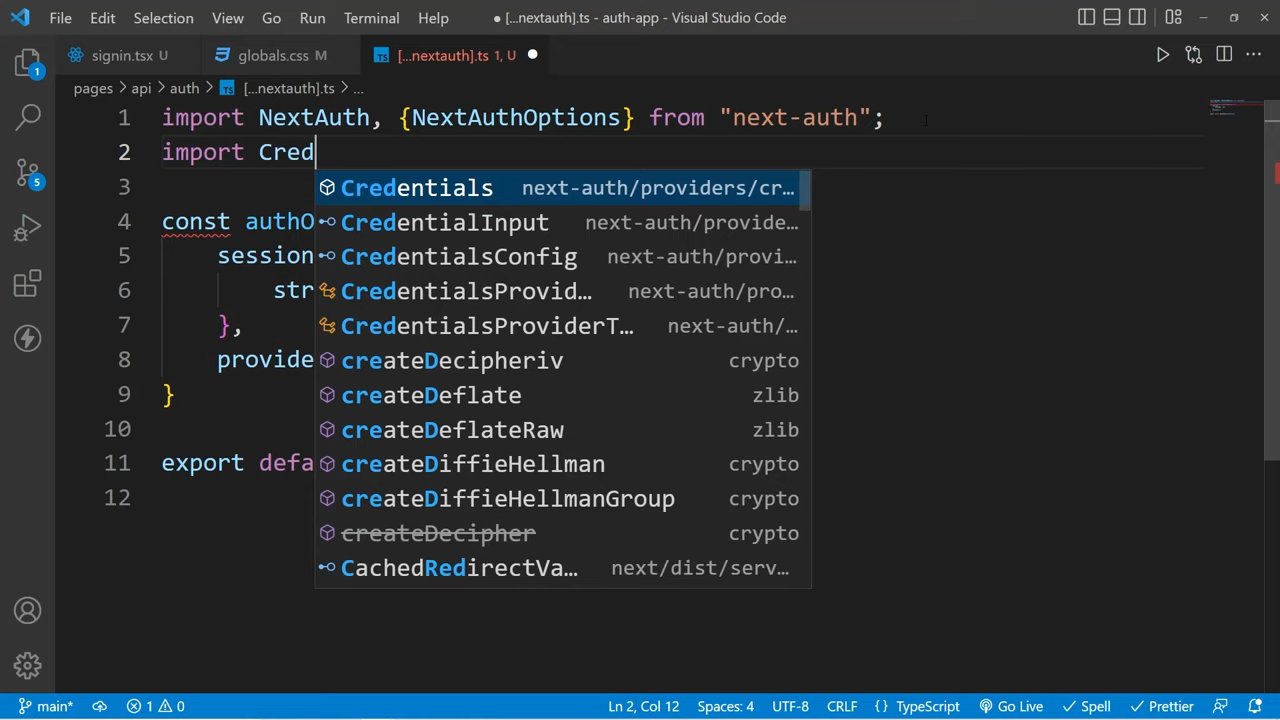 File Edit Selection View Go Run Terminal Help ● [...nextauth].ts - auth-app - Visual Studio Code
signin.tsx U globals.css M [...nextauth].ts 1, U
pages › api › auth › TS [...nextauth].ts › ...
1 import NextAuth, {NextAuthOptions} from "next-auth";
2 import Cred
3
Credentials next-auth/providers/cr...
4 const authO
CredentialInput next-auth/provide...
5 session
CredentialsConfig next-auth/provi...
6 str
CredentialsProvid... next-auth/pro...
7 },
CredentialsProviderT... next-auth/...
8 provide
createDecipheriv crypto
9 }
createDeflate zlib
10
createDeflateRaw zlib
11 export defa
createDiffieHellman crypto
12
createDiffieHellmanGroup crypto
createDecipher crypto
CachedRedirectVa... next/dist/serv...
main* 1 0 Ln 2, Col 12 Spaces: 4 UTF-8 CRLF {} TypeScript Go Live Spell Prettier